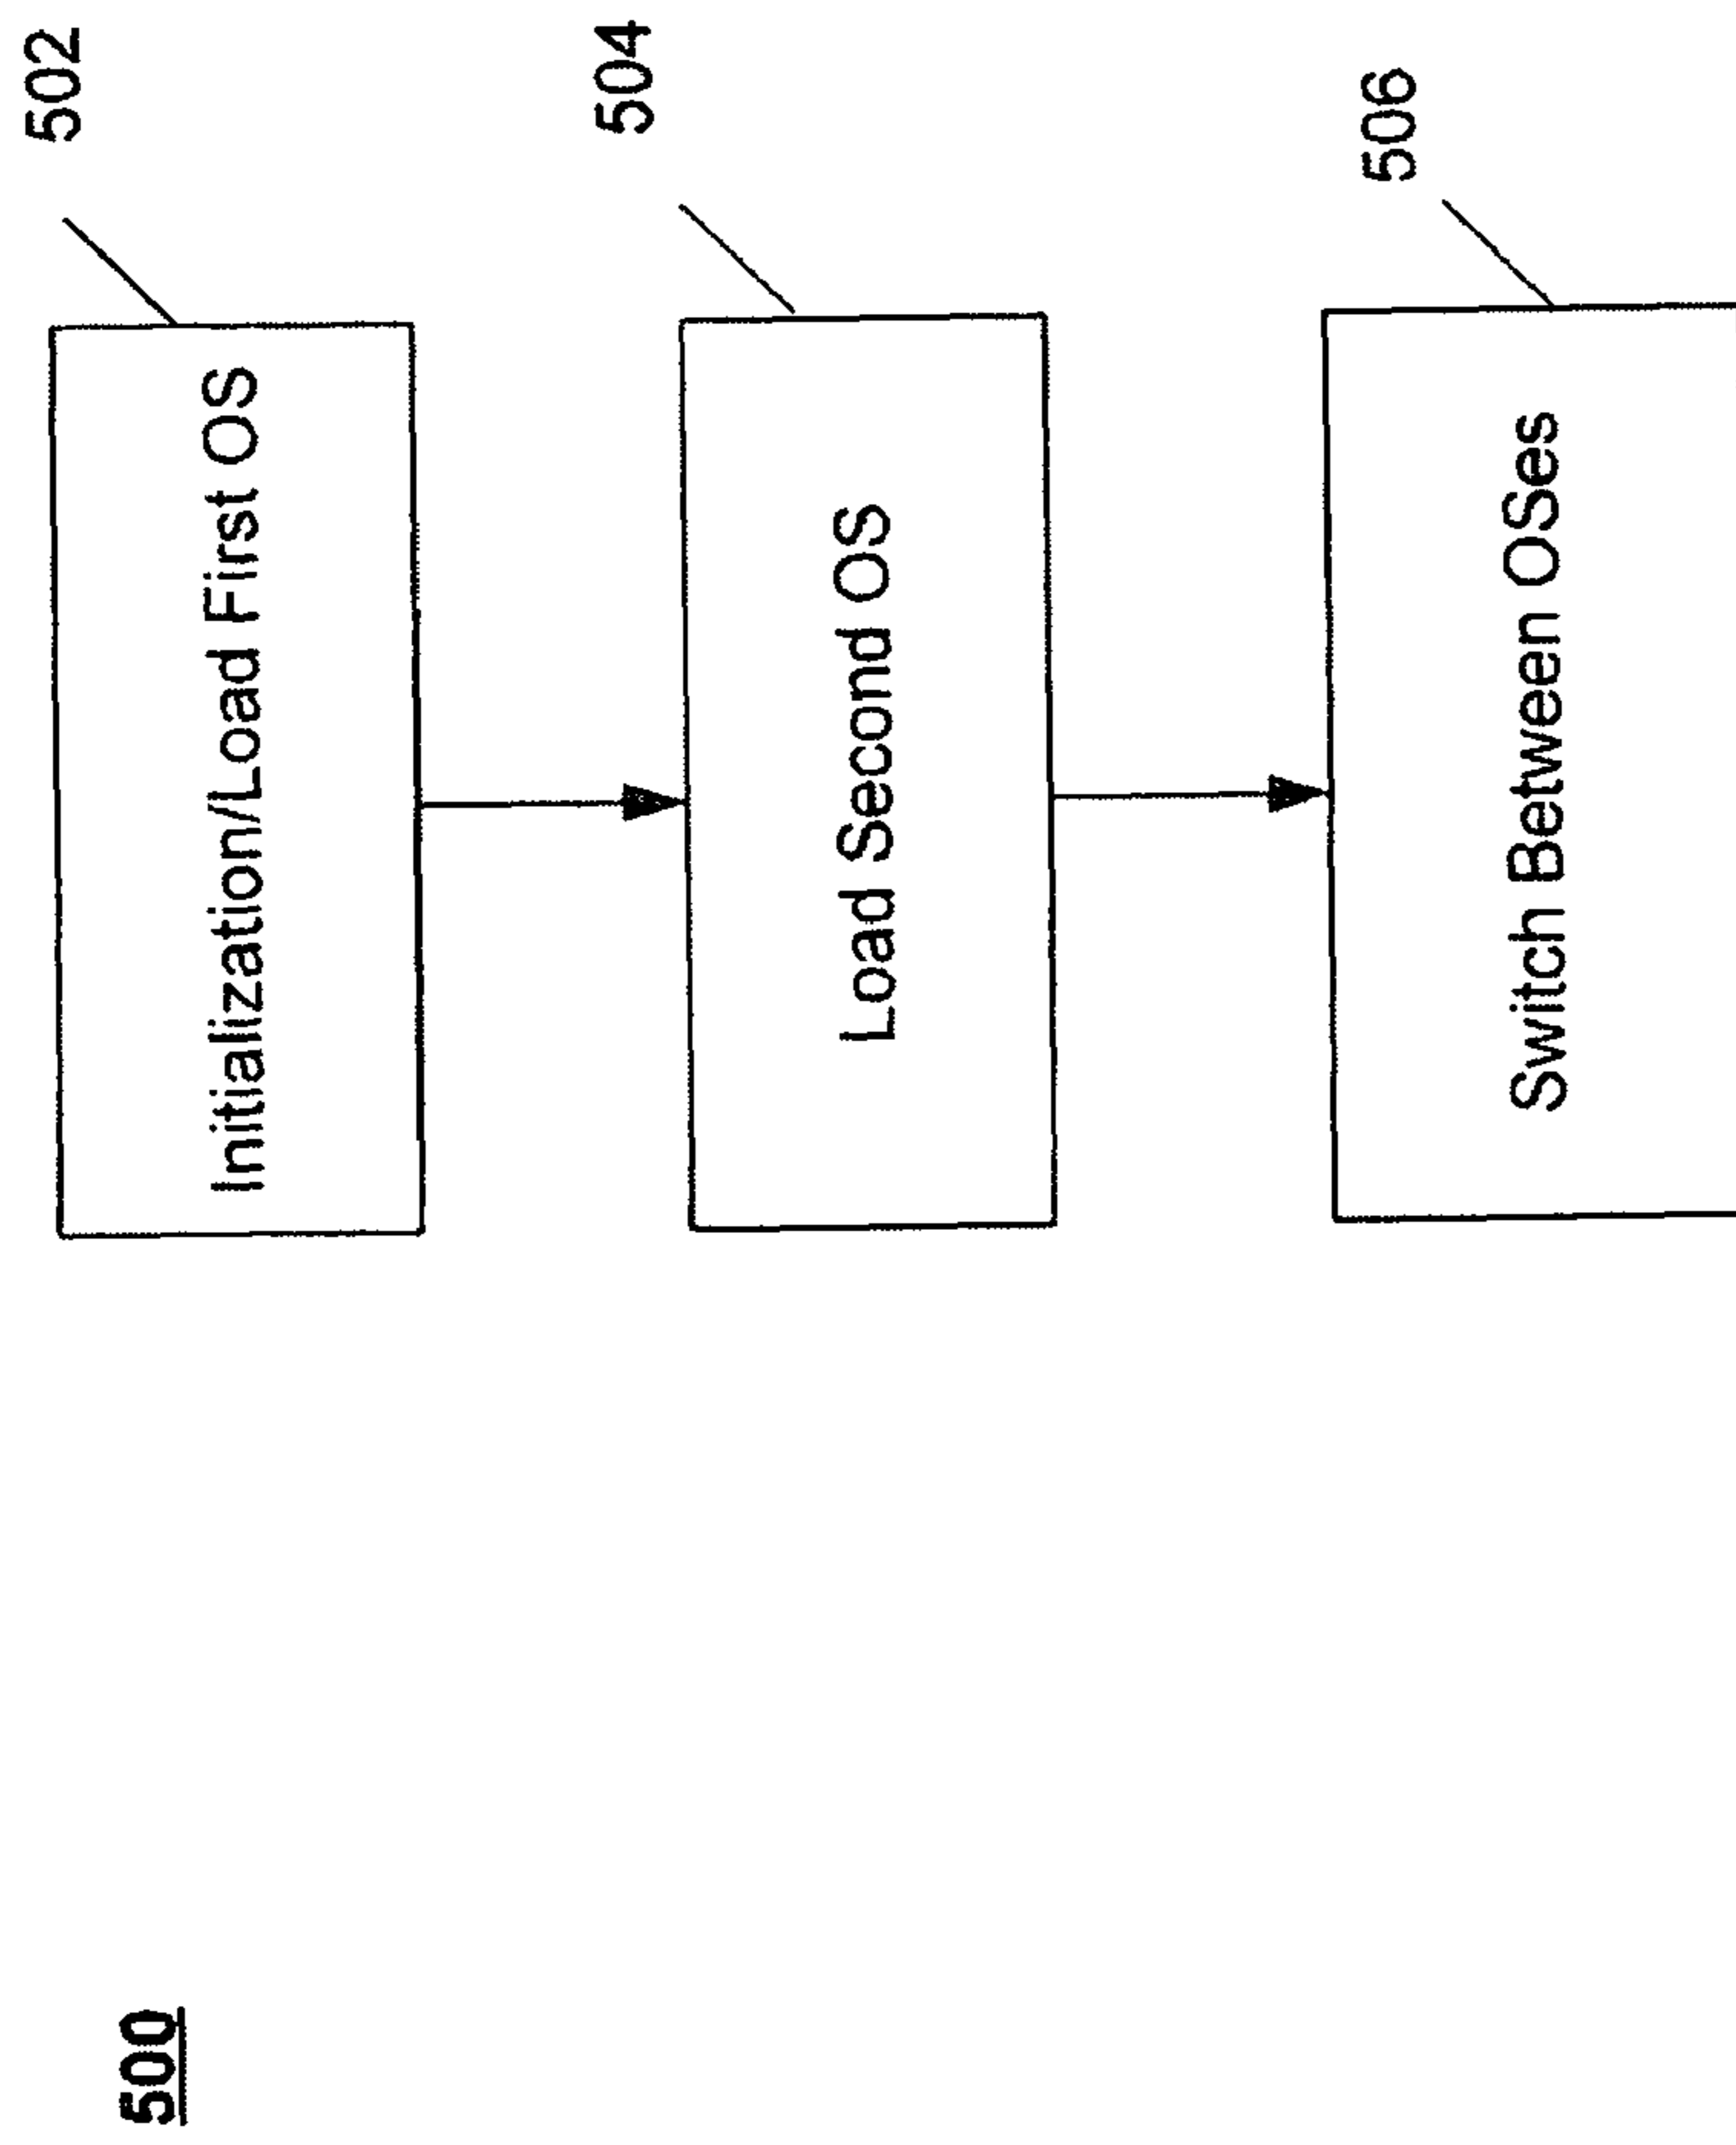 500
502
Initialization/Load First OS
504
Load Second OS
506
Switch Between OSes